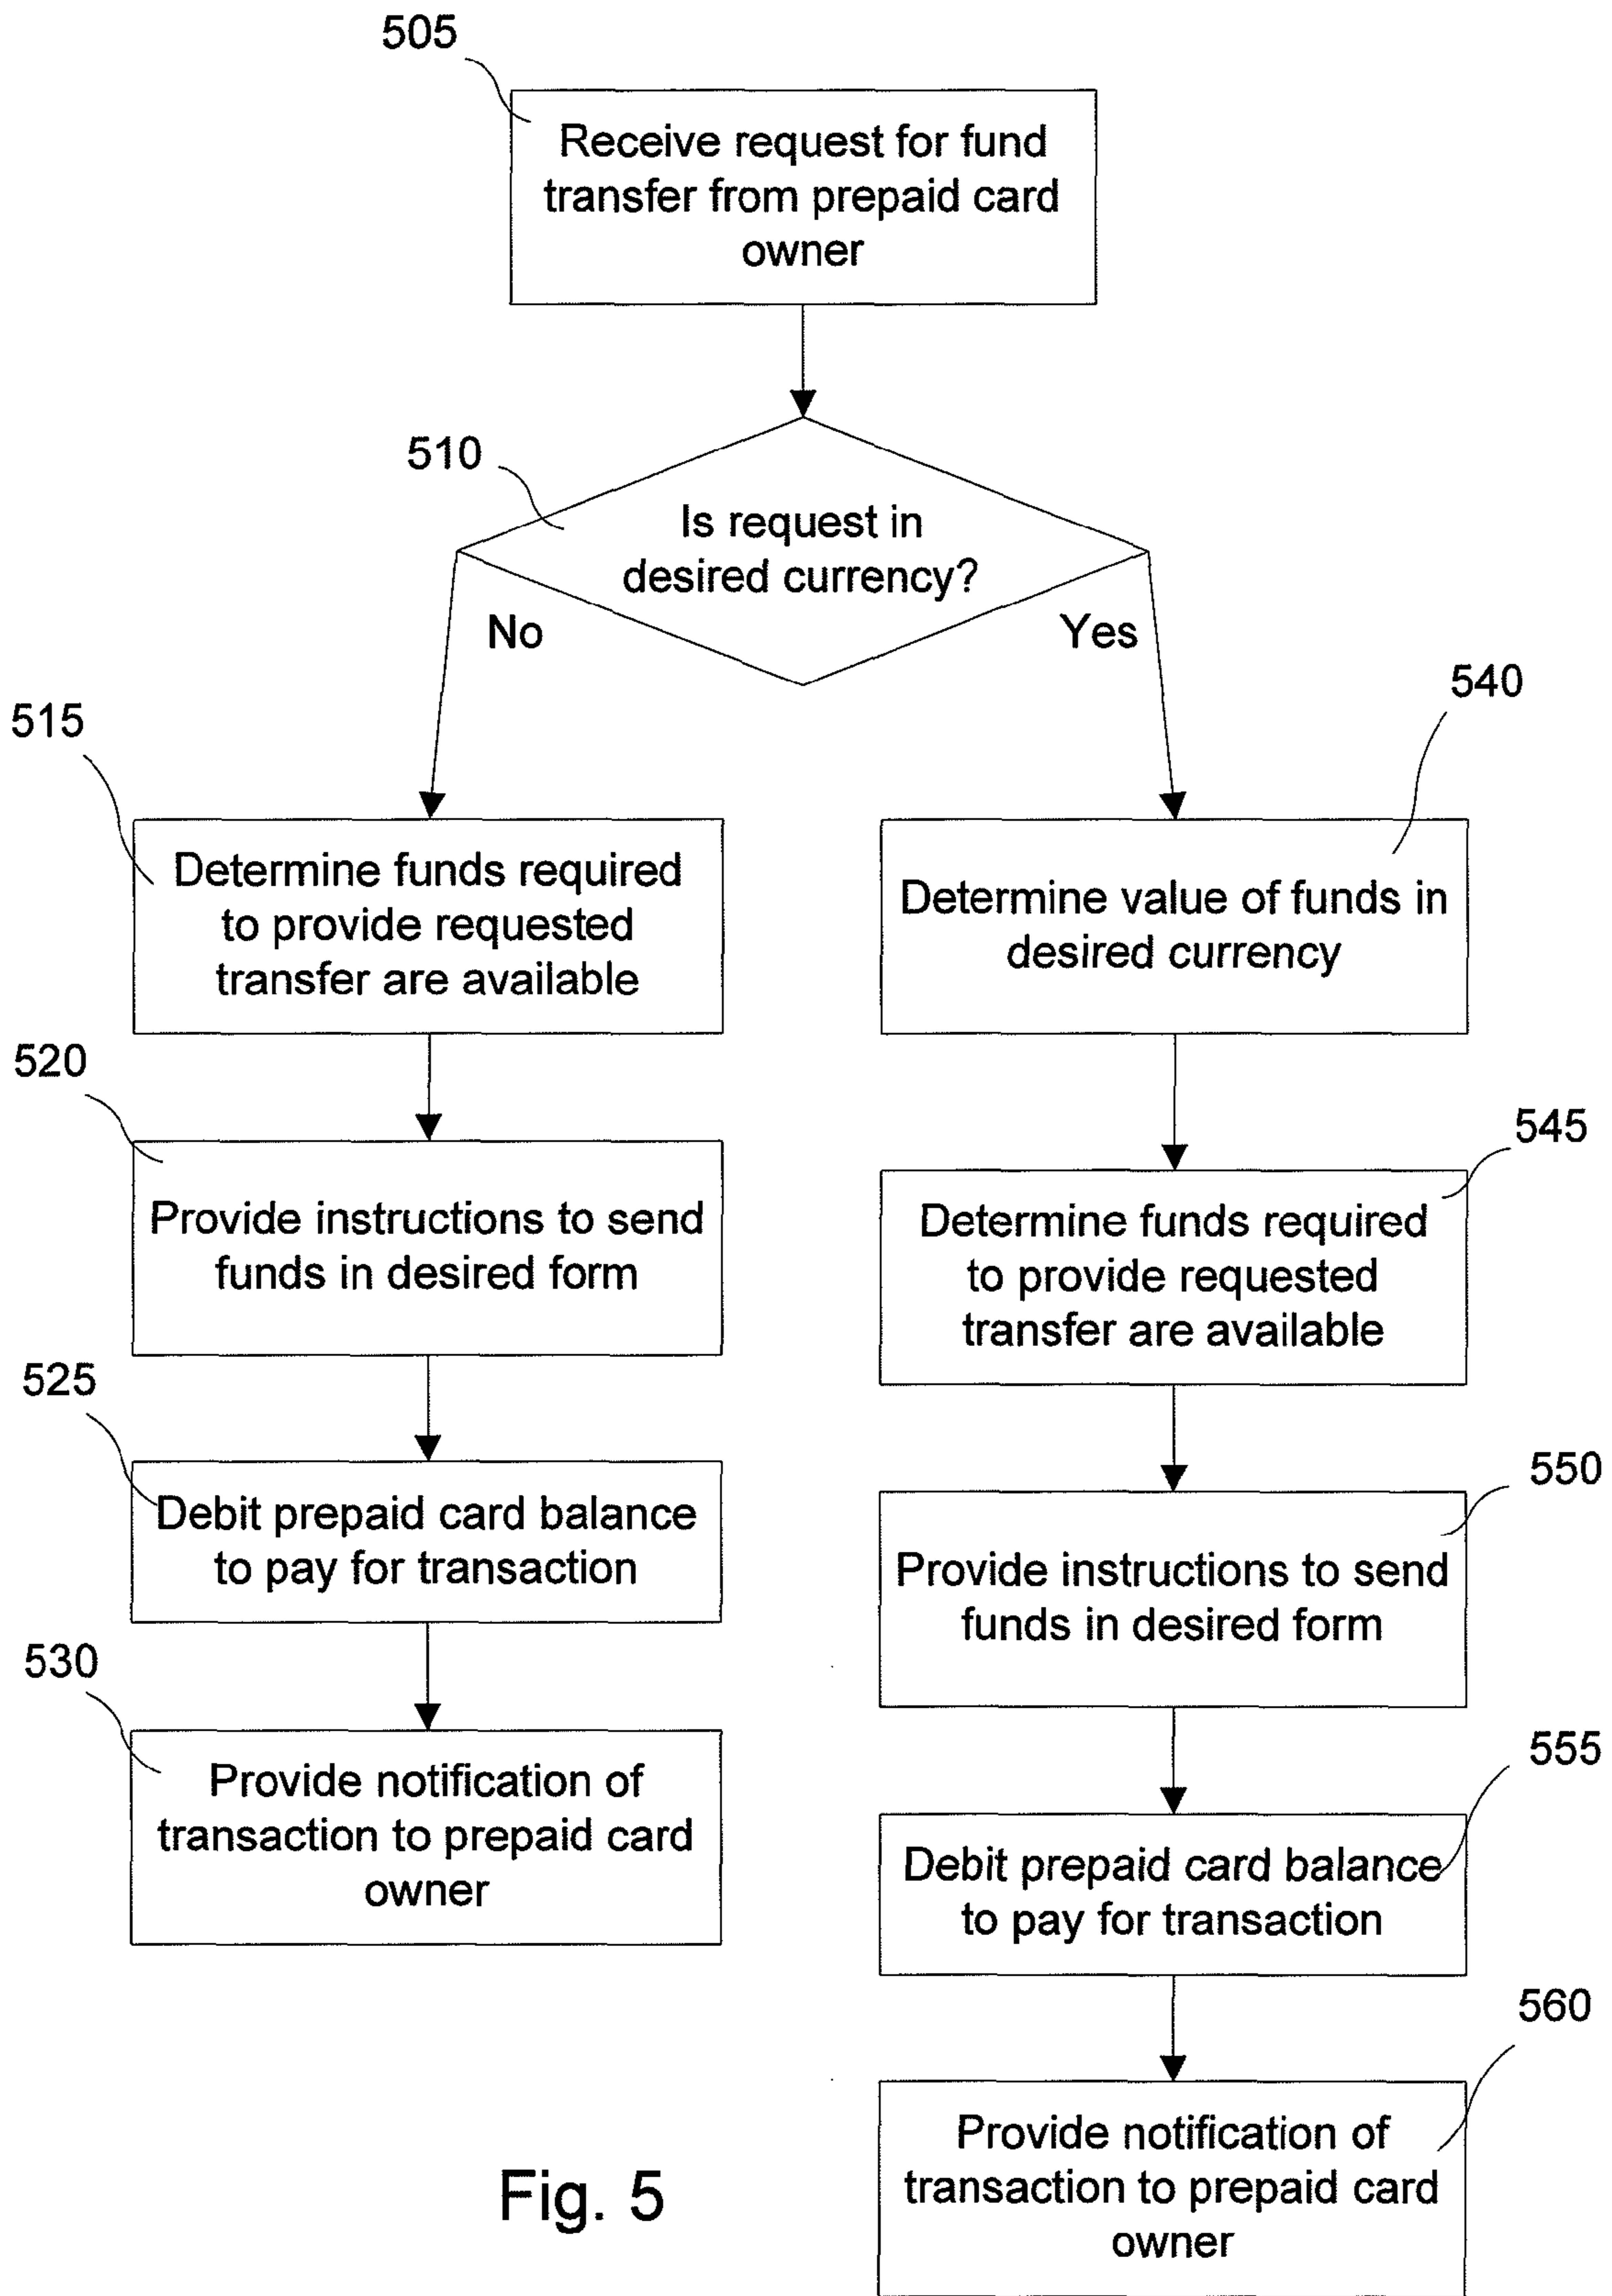 505
Receive request for fund
transfer from prepaid card
owner
510
Is request in
desired currency?
No
Yes
515
Determine funds required
to provide requested
transfer are available
520
Provide instructions to send
funds in desired form
525
Debit prepaid card balance
to pay for transaction
530
Provide notification of
transaction to prepaid card
owner
540
Determine value of funds in
desired currency
545
Determine funds required
to provide requested
transfer are available
550
Provide instructions to send
funds in desired form
555
Debit prepaid card balance
to pay for transaction
560
Provide notification of
transaction to prepaid card
owner
Fig. 5